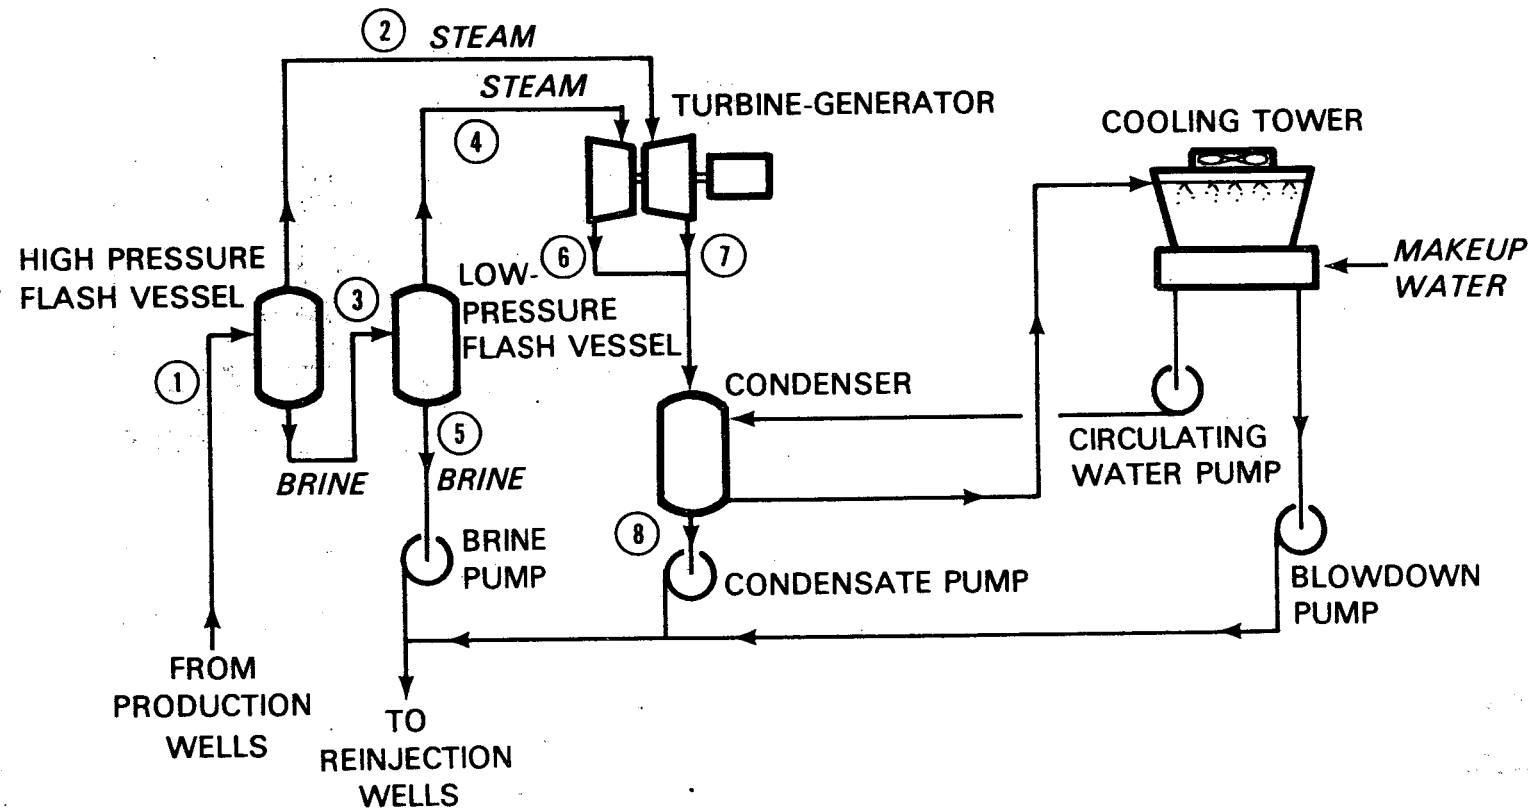 2 STEAM
STEAM
4
TURBINE-GENERATOR
COOLING TOWER
HIGH PRESSURE
FLASH VESSEL
3
LOW-
PRESSURE
FLASH VESSEL
6
7
MAKEUP
WATER
1
CONDENSER
5
BRINE
BRINE
CIRCULATING
WATER PUMP
8
BRINE
PUMP
CONDENSATE PUMP
BLOWDOWN
PUMP
FROM
PRODUCTION
WELLS
TO
REINJECTION
WELLS